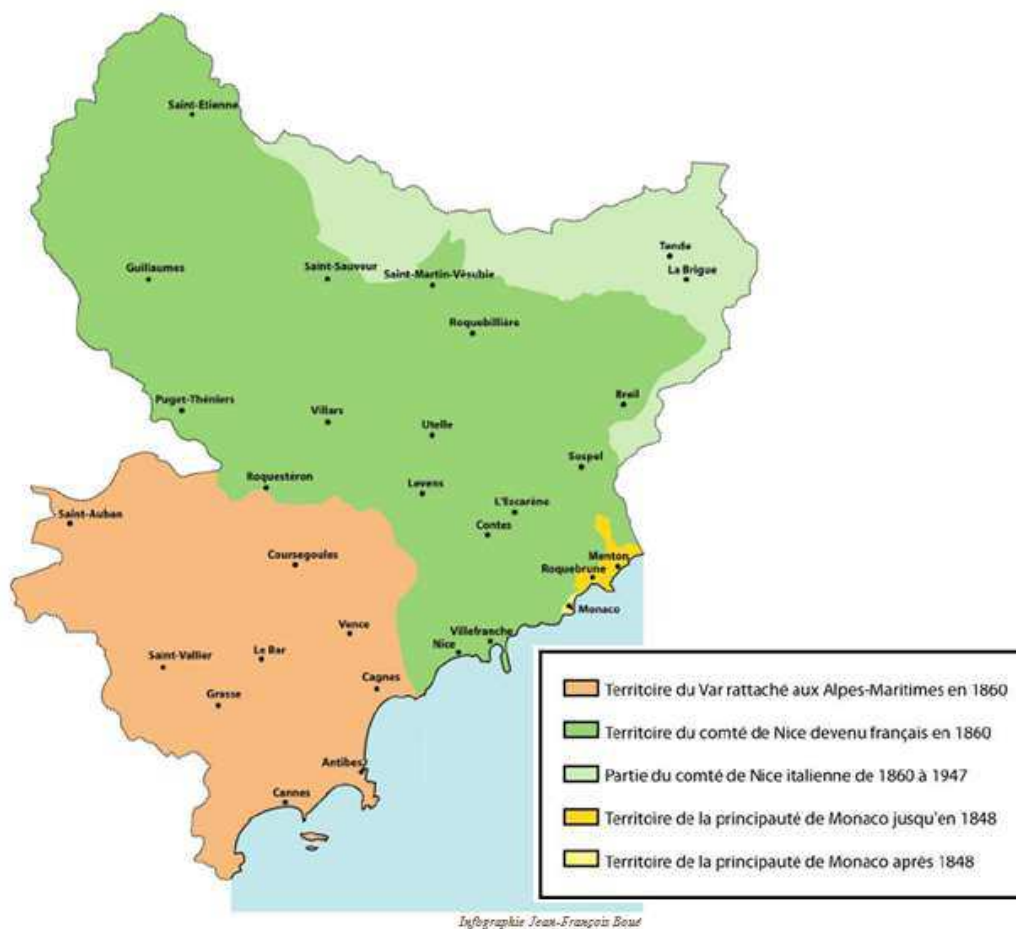 Saint-Étienne
Tende
La Brigue
Guillaumes
Saint-Sauveur
Saint-Martin-Vésubie
Roquebillière
Breil
Puget-Théniers
Villars
Utelle
Sospel
Roquestéron
Levens
L'Escarène
Saint-Auban
Contes
Coursegoules
Menton
Roquebrune
Monaco
Vence
Villefranche
Nice
Saint-Vallier
Le Bar
Cagnes
Grasse
Antibes
Cannes
Territoire du Var rattaché aux Alpes-Maritimes en 1860
Territoire du comté de Nice devenu français en 1860
Partie du comté de Nice italienne de 1860 à 1947
Territoire de la principauté de Monaco jusqu'en 1848
Territoire de la principauté de Monaco après 1848
Infographie Jean-François Boué